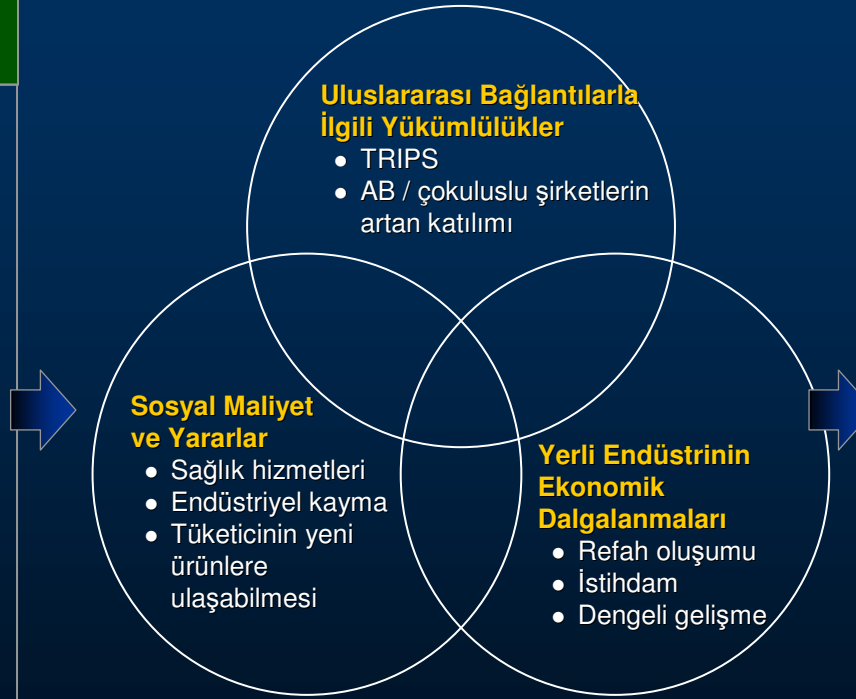 Uluslararası Bağlantılarla
İlgili Yükümlülükler
● TRIPS
● AB / çokuluslu şirketlerin
artan katılımı
Sosyal Maliyet
ve Yararlar
● Sağlık hizmetleri
● Endüstriyel kayma
● Tüketicinin yeni
ürünlere
ulaşabilmesi
Yerli Endüstrinin
Ekonomik
Dalgalanmaları
● Refah oluşumu
● İstihdam
● Dengeli gelişme